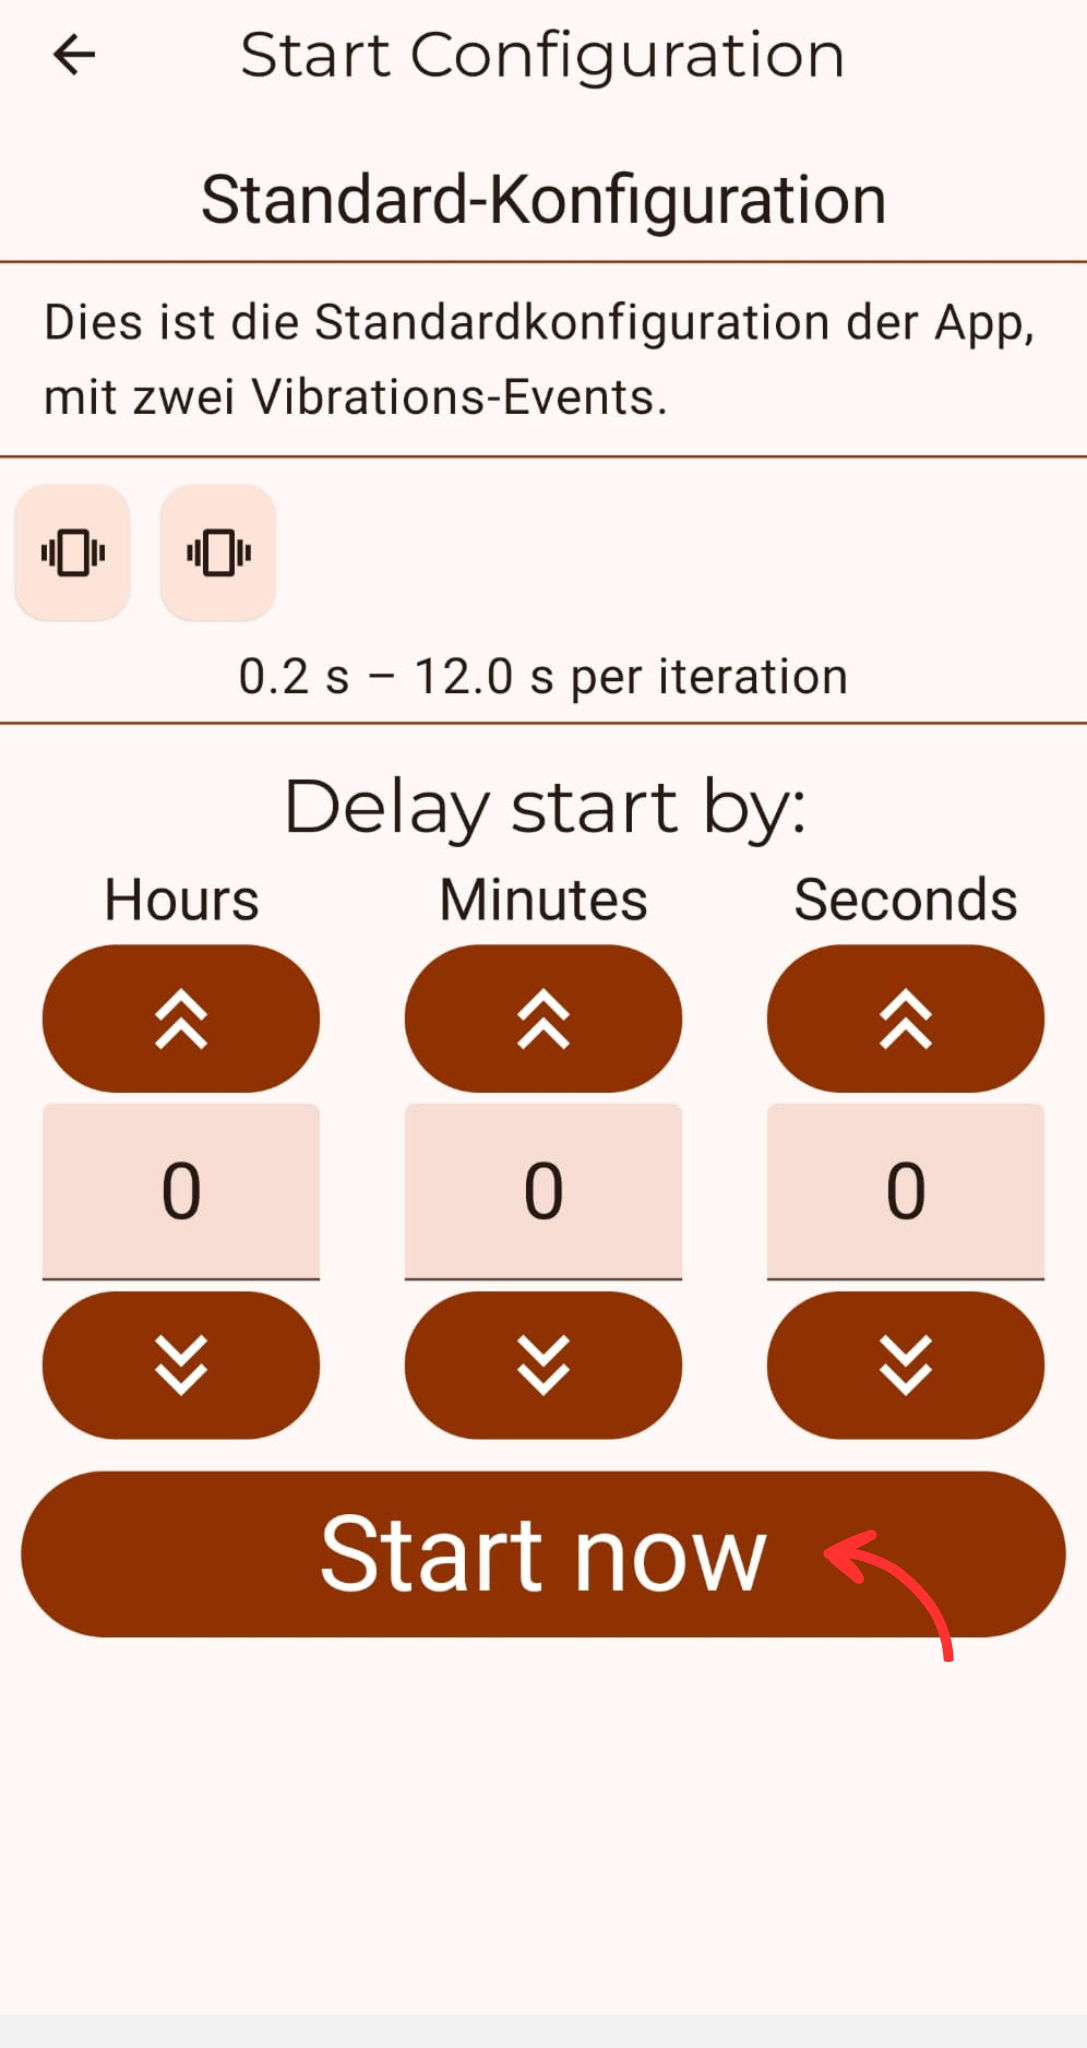 Start Configuration
Standard-Konfiguration
Dies ist die Standardkonfiguration der App,
mit zwei Vibrations-Events.
0.2 s – 12.0 s per iteration
Delay start by:
Hours Minutes Seconds
0 0 0
Start now